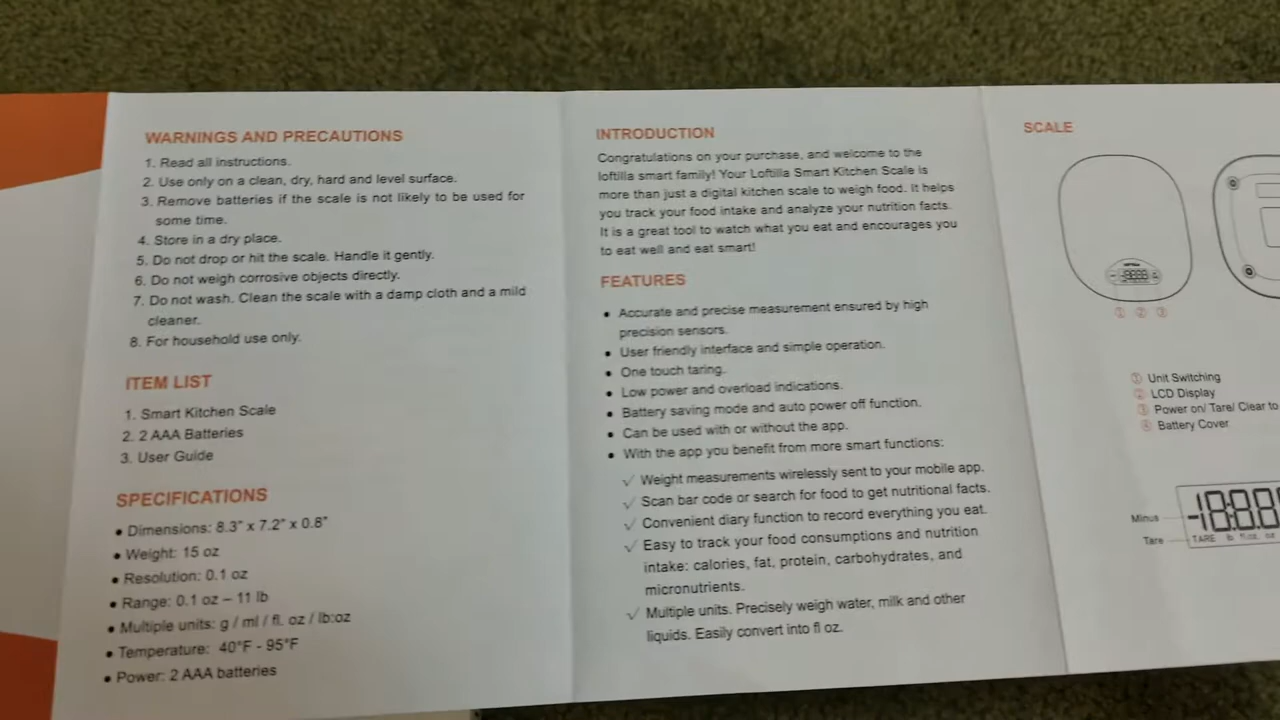 WARNINGS AND PRECAUTIONS
1. Read all instructions.
2. Use only on a clean, dry, hard and level surface.
3. Remove batteries if the scale is not likely to be used for
some time.
4. Store in a dry place.
5. Do not drop or hit the scale. Handle it gently.
6. Do not weigh corrosive objects directly.
7. Do not wash. Clean the scale with a damp cloth and a mild
cleaner.
8. For household use only.
ITEM LIST
1. Smart Kitchen Scale
2. 2 AAA Batteries
3. User Guide
SPECIFICATIONS
• Dimensions: 8.3" x 7.2" x 0.8"
• Weight: 15 oz
• Resolution: 0.1 oz
• Range: 0.1 oz – 11 lb
• Multiple units: g / ml / fl. oz / lb:oz
• Temperature: 40°F - 95°F
• Power: 2 AAA batteries
INTRODUCTION
Congratulations on your purchase, and welcome to the
loftilla smart family! Your Loftilla Smart Kitchen Scale is
more than just a digital kitchen scale to weigh food. It helps
you track your food intake and analyze your nutrition facts.
It is a great tool to watch what you eat and encourages you
to eat well and eat smart!
FEATURES
• Accurate and precise measurement ensured by high
precision sensors.
• User friendly interface and simple operation.
• One touch taring.
• Low power and overload indications.
• Battery saving mode and auto power off function.
• Can be used with or without the app.
• With the app you benefit from more smart functions:
✓ Weight measurements wirelessly sent to your mobile app.
✓ Scan bar code or search for food to get nutritional facts.
✓ Convenient diary function to record everything you eat.
✓ Easy to track your food consumptions and nutrition
intake: calories, fat, protein, carbohydrates, and
micronutrients.
✓ Multiple units. Precisely weigh water, milk and other
liquids. Easily convert into fl oz.
SCALE
① ② ③
① Unit Switching
② LCD Display
③ Power on/ Tare/ Clear to
④ Battery Cover
Minus
-18:8.8
Tare
TARE lb fl:oz oz